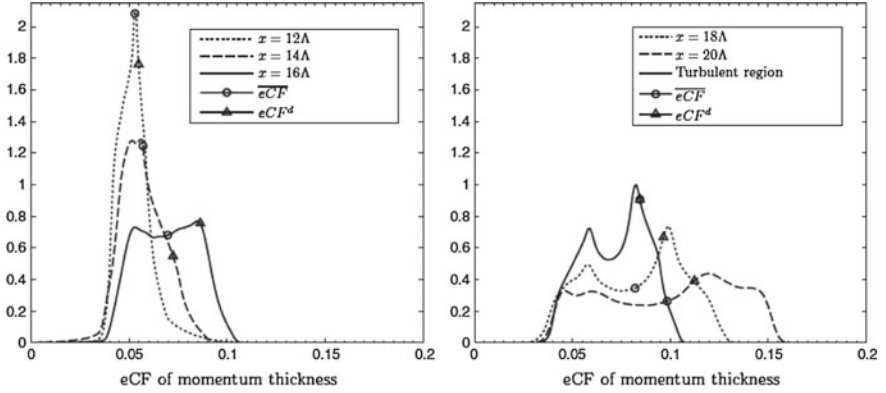 2
1.8
1.6
1.4
1.2
1
0.8
0.6
0.4
0.2
0
0 0.05 0.1 0.15 0.2
eCF of momentum thickness
x = 12Λ
x = 14Λ
x = 16Λ
eCF
eCF^d
2
1.8
1.6
1.4
1.2
1
0.8
0.6
0.4
0.2
0
0 0.05 0.1 0.15 0.2
eCF of momentum thickness
x = 18Λ
x = 20Λ
Turbulent region
eCF
eCF^d